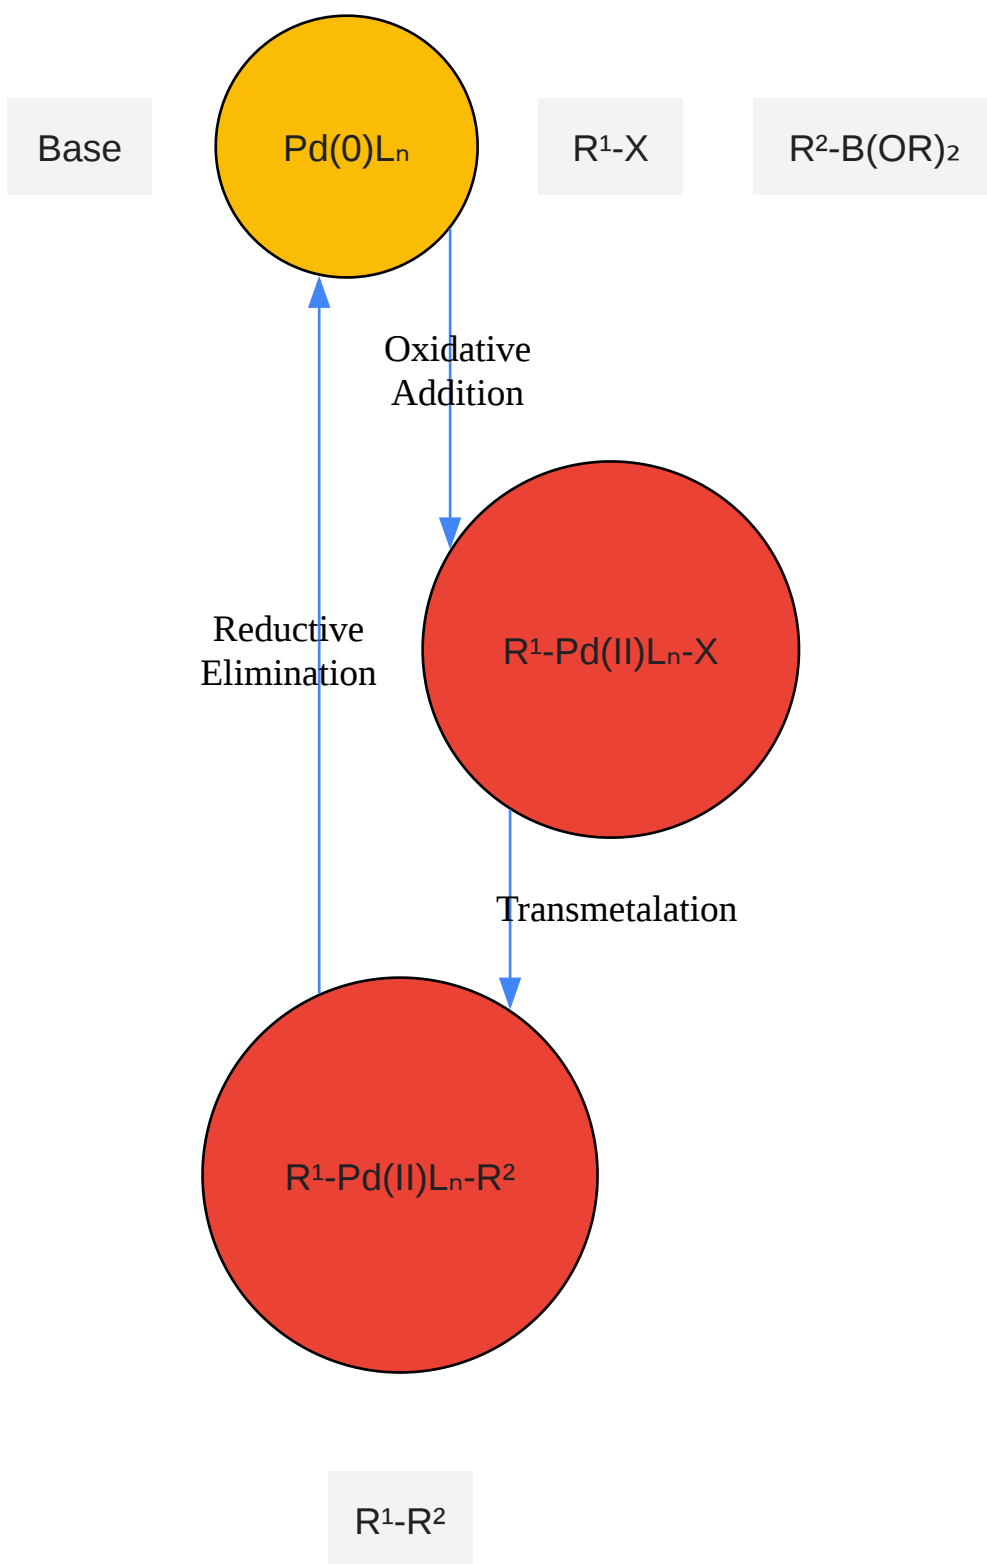 Base
Pd(0)Lₙ
R¹-X
R²-B(OR)₂
Oxidative
Addition
Reductive
Elimination
R¹-Pd(II)Lₙ-X
Transmetalation
R¹-Pd(II)Lₙ-R²
R¹-R²